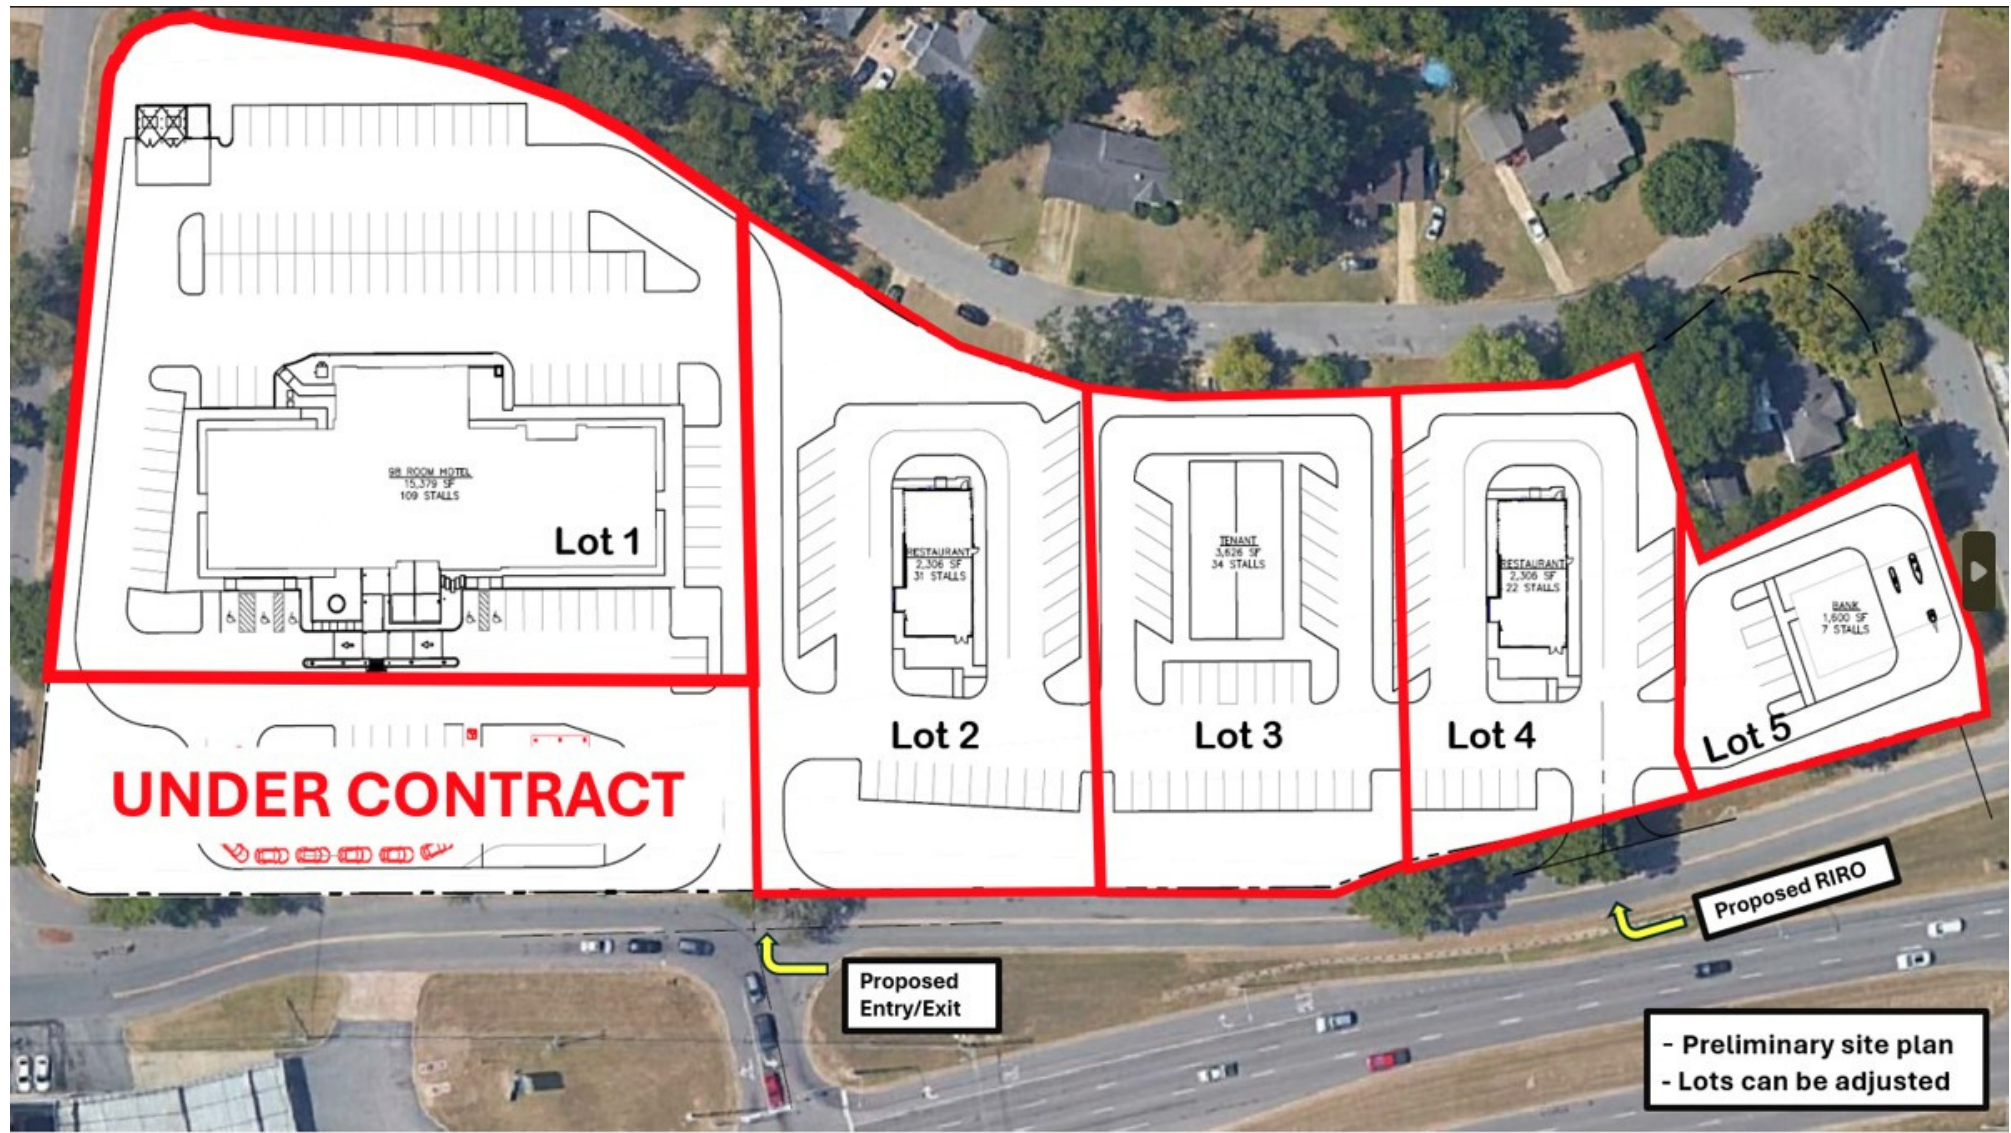 98 ROOM HOTEL
15,379 SF
109 STALLS
Lot 1
RESTAURANT
2,306 SF
31 STALLS
Lot 2
TENANT
3,626 SF
34 STALLS
Lot 3
RESTAURANT
2,306 SF
22 STALLS
Lot 4
BANK
1,600 SF
7 STALLS
Lot 5
UNDER CONTRACT
Proposed
Entry/Exit
Proposed RIRO
- Preliminary site plan
- Lots can be adjusted